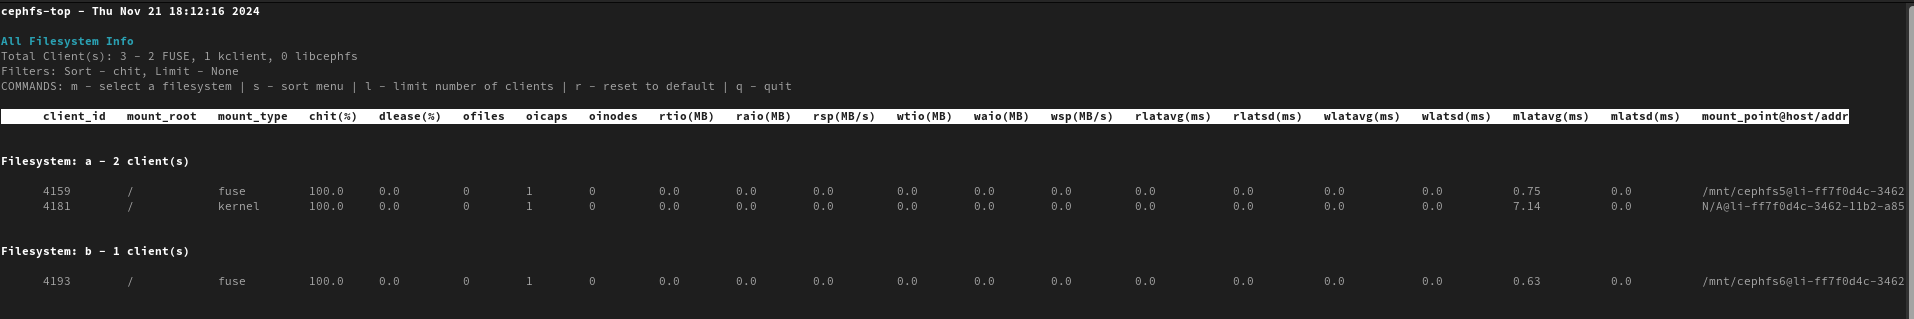 cephfs-top - Thu Nov 21 18:12:16 2024
All Filesystem Info
Total Client(s): 3 - 2 FUSE, 1 kclient, 0 libcephfs
Filters: Sort - chit, Limit - None
COMMANDS: m - select a filesystem | s - sort menu | l - limit number of clients | r - reset to default | q - quit
client_id mount_root mount_type chit(%) dlease(%) ofiles oicaps oinodes rtio(MB) raio(MB) rsp(MB/s) wtio(MB) waio(MB) wsp(MB/s) rlatavg(ms) rlatsd(ms) wlatavg(ms) wlatsd(ms) mlatavg(ms) mlatsd(ms) mount_point@host/addr
Filesystem: a - 2 client(s)
4159 / fuse 100.0 0.0 0 1 0 0.0 0.0 0.0 0.0 0.0 0.0 0.0 0.0 0.0 0.0 0.75 0.0 /mnt/cephfs5@li-ff7f0d4c-3462
4181 / kernel 100.0 0.0 0 1 0 0.0 0.0 0.0 0.0 0.0 0.0 0.0 0.0 0.0 0.0 7.14 0.0 N/A@li-ff7f0d4c-3462-11b2-a85
Filesystem: b - 1 client(s)
4193 / fuse 100.0 0.0 0 1 0 0.0 0.0 0.0 0.0 0.0 0.0 0.0 0.0 0.0 0.0 0.63 0.0 /mnt/cephfs6@li-ff7f0d4c-3462